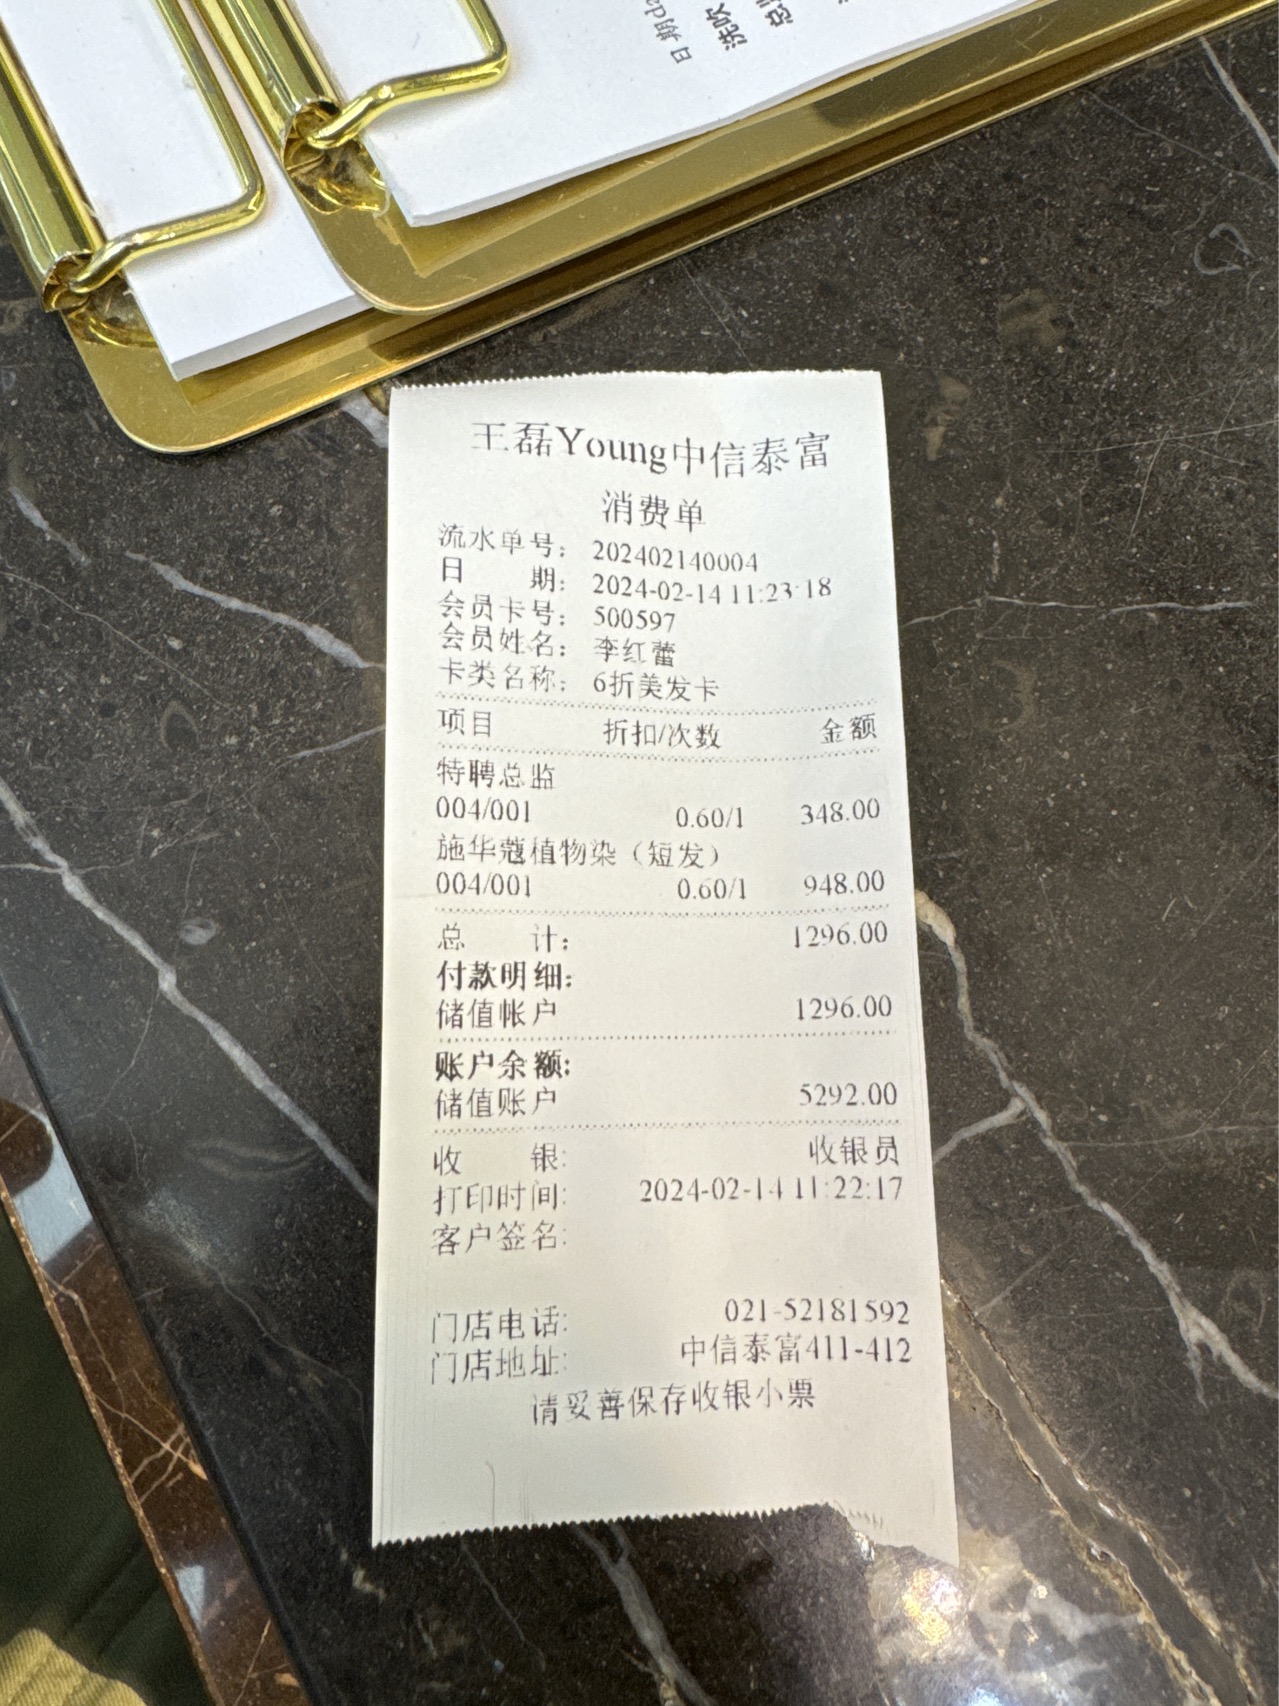 日期da
洗吹
王磊Young中信泰富
消费单
流水单号： 202402140004
日 期： 2024-02-14 11:23:18
会员卡号： 500597
会员姓名： 李红蕾
卡类名称： 6折美发卡
项目 折扣/次数 金额
特聘总监
004/001 0.60/1 348.00
施华蔻植物染（短发）
004/001 0.60/1 948.00
总 计： 1296.00
付款明细：
储值帐户 1296.00
账户余额：
储值账户 5292.00
收 银： 收银员
打印时间： 2024-02-14 11:22:17
客户签名：
门店电话： 021-52181592
门店地址： 中信泰富411-412
请妥善保存收银小票